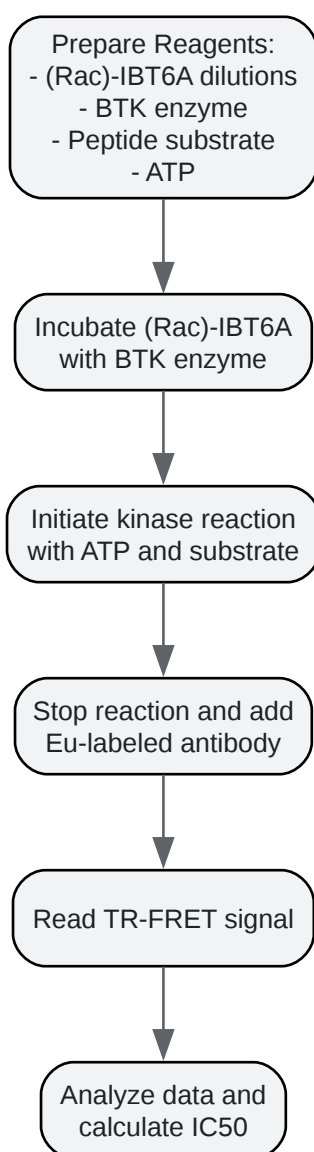 Prepare Reagents:
- (Rac)-IBT6A dilutions
- BTK enzyme
- Peptide substrate
- ATP
Incubate (Rac)-IBT6A
with BTK enzyme
Initiate kinase reaction
with ATP and substrate
Stop reaction and add
Eu-labeled antibody
Read TR-FRET signal
Analyze data and
calculate IC50